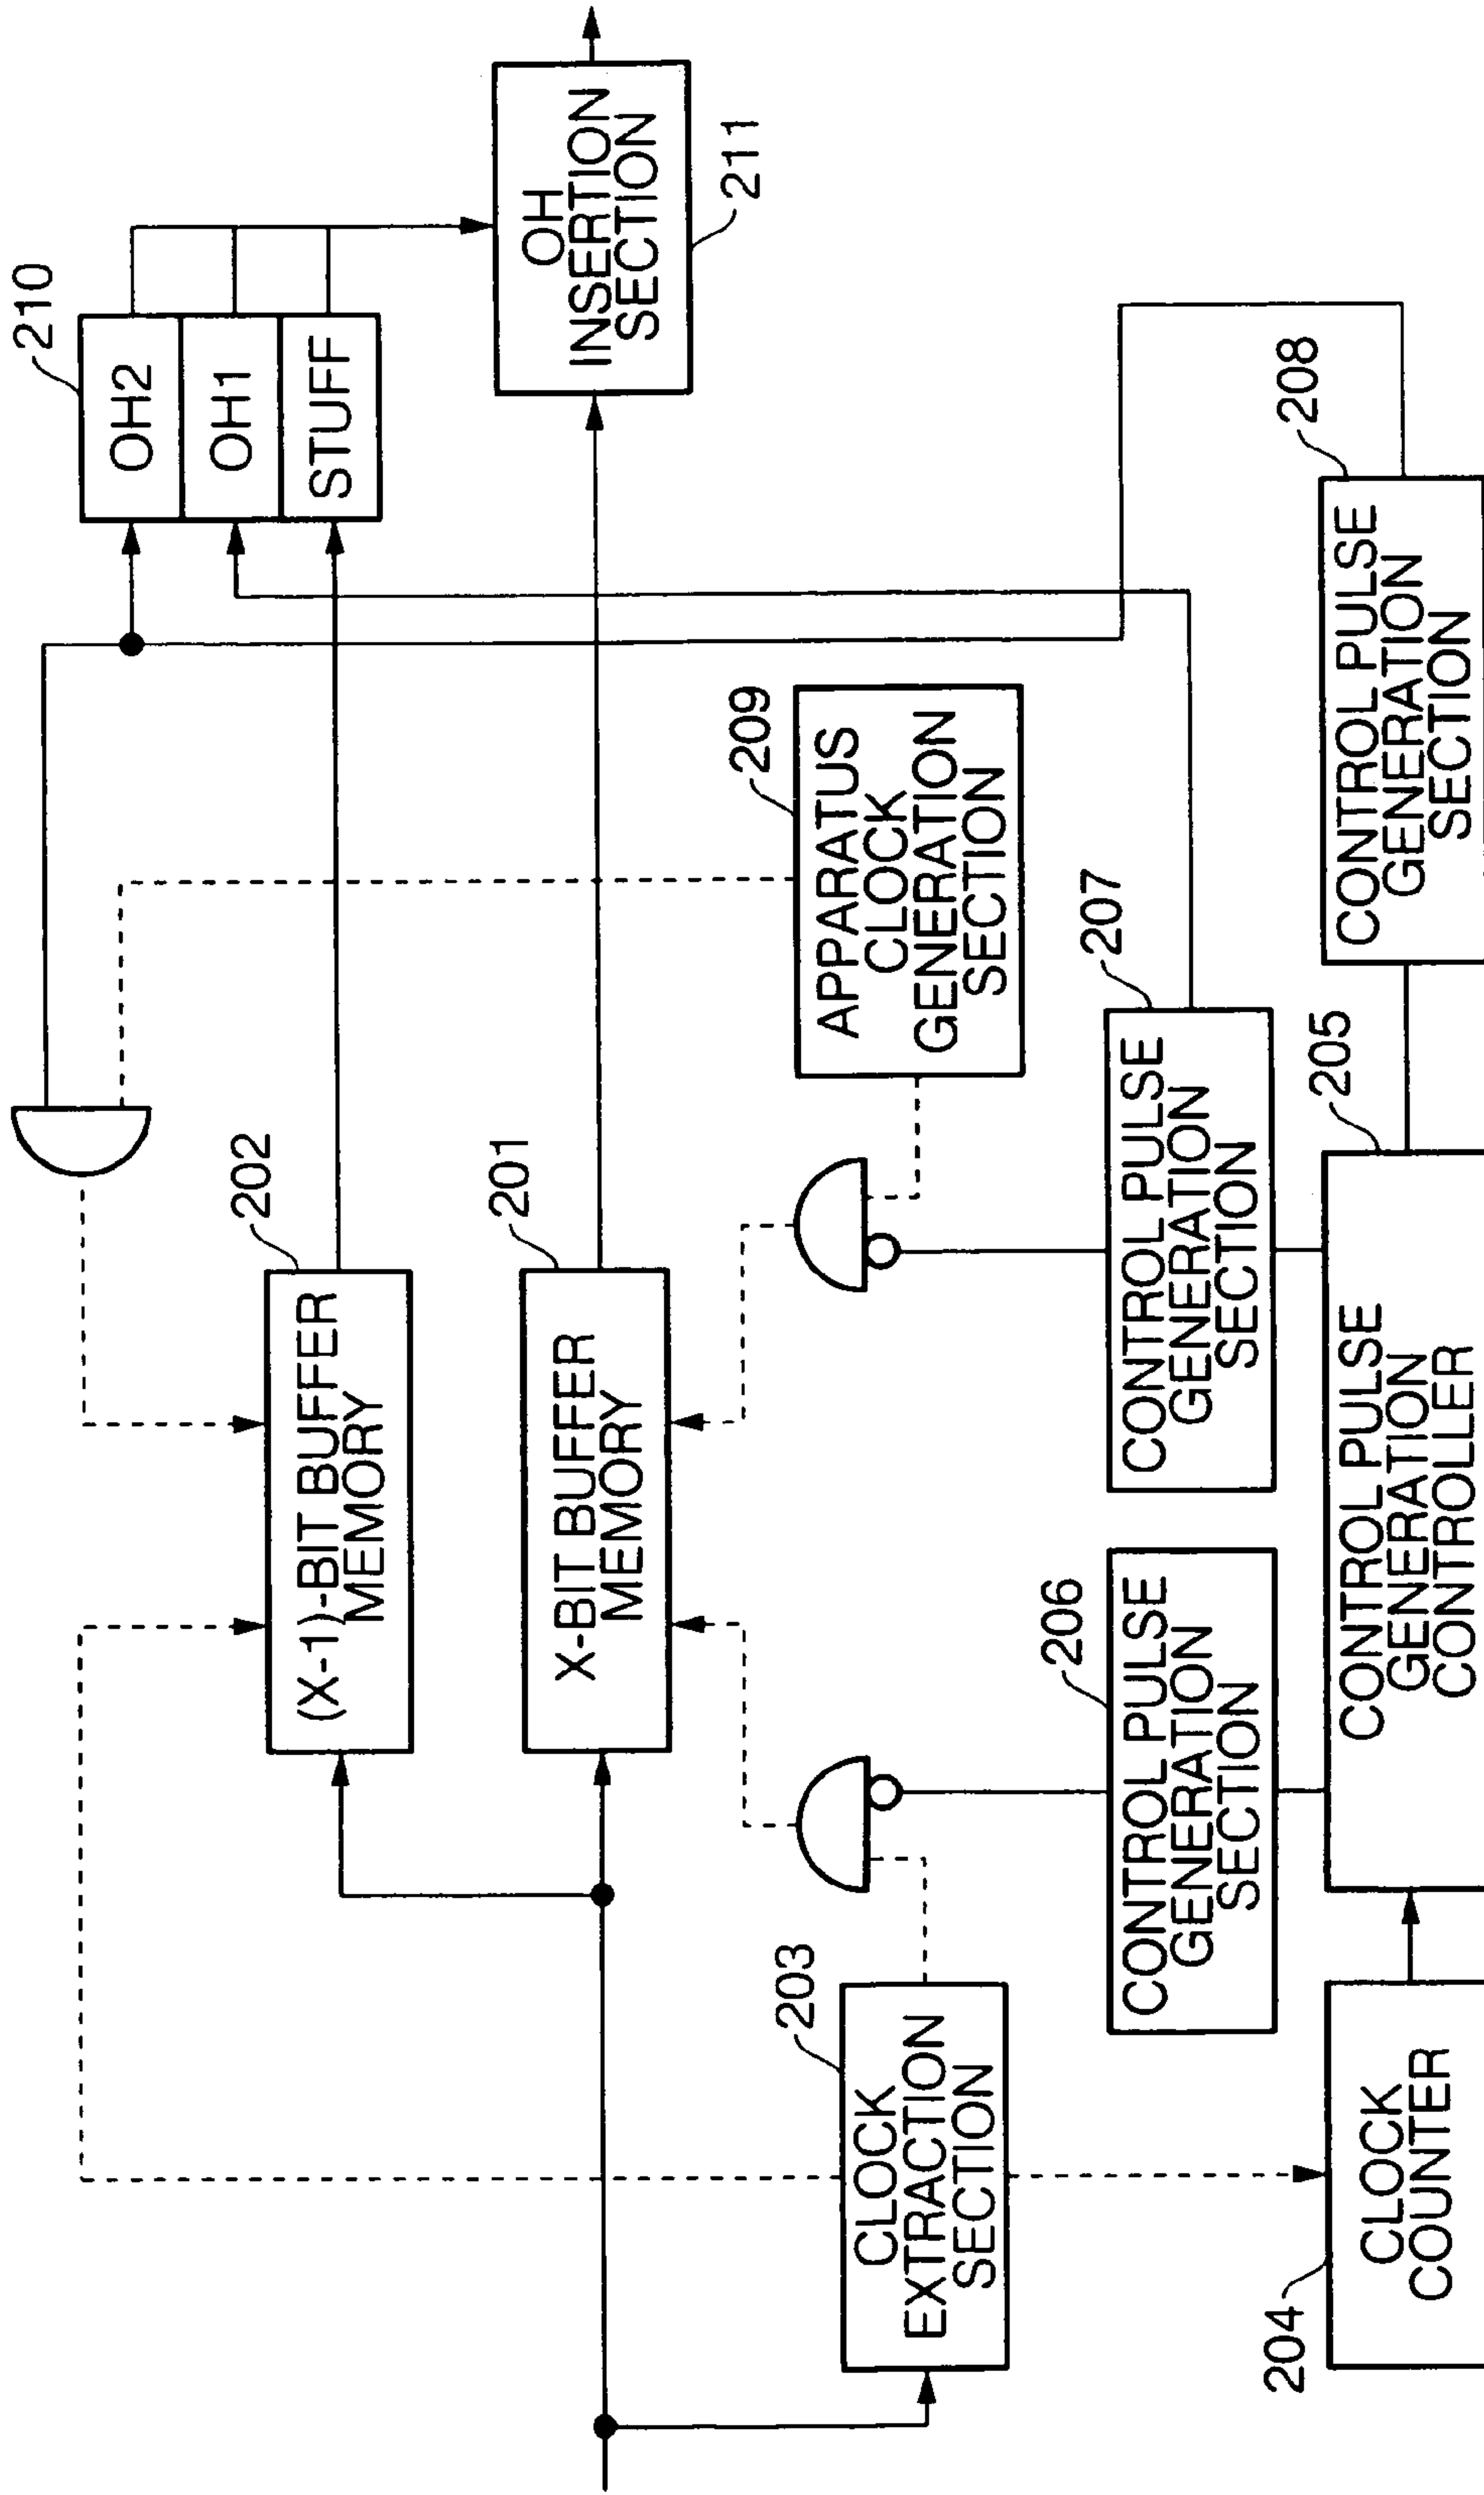 210
OH2
OH1
STUFF
OH
INSERTION
SECTION
211
202
(X-1)-BIT BUFFER
MEMORY
201
X-BIT BUFFER
MEMORY
209
APPARATUS
CLOCK
GENERATION
SECTION
203
CLOCK
EXTRACTION
SECTION
206
CONTROL PULSE
GENERATION
SECTION
207
CONTROL PULSE
GENERATION
SECTION
204
CLOCK
COUNTER
205
CONTROL PULSE
GENERATION
CONTROLLER
208
CONTROL PULSE
GENERATION
SECTION